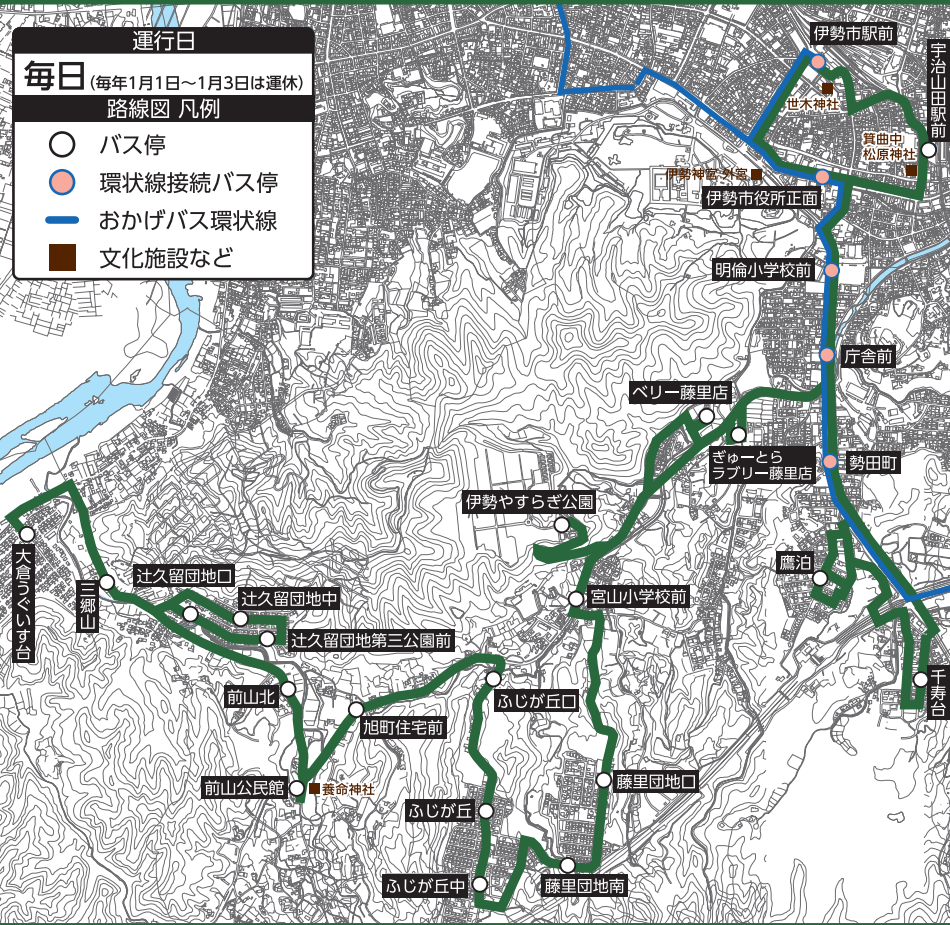 運行日
毎日(毎年1月1日～1月3日は運休)
路線図 凡例
バス停
環状線接続バス停
おかげバス環状線
文化施設など
伊勢市駅前
宇治山田駅前
世木神社
箕曲中
松原神社
伊勢神宮 外宮
伊勢市役所正面
明倫小学校前
庁舎前
ベリー藤里店
ぎゅーとら
ラブリー藤里店
勢田町
伊勢やすらぎ公園
鷹泊
大倉うぐいす台
三郷山
辻久留団地口
辻久留団地中
辻久留団地第三公園前
宮山小学校前
千寿台
前山北
旭町住宅前
ふじが丘口
前山公民館
養命神社
藤里団地口
ふじが丘
ふじが丘中
藤里団地南